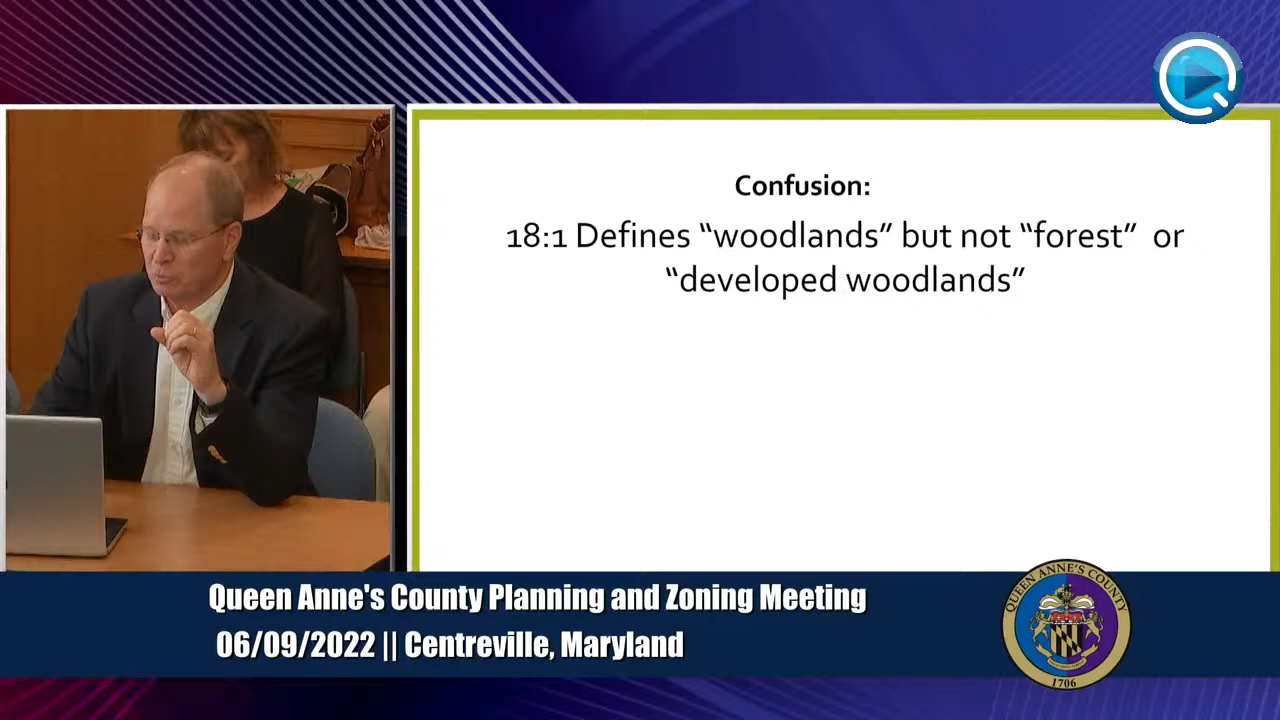 Confusion:
18:1 Defines “woodlands” but not “forest” or
“developed woodlands”
Queen Anne's County Planning and Zoning Meeting
06/09/2022 || Centreville, Maryland
QUEEN ANNE'S COUNTY
1706